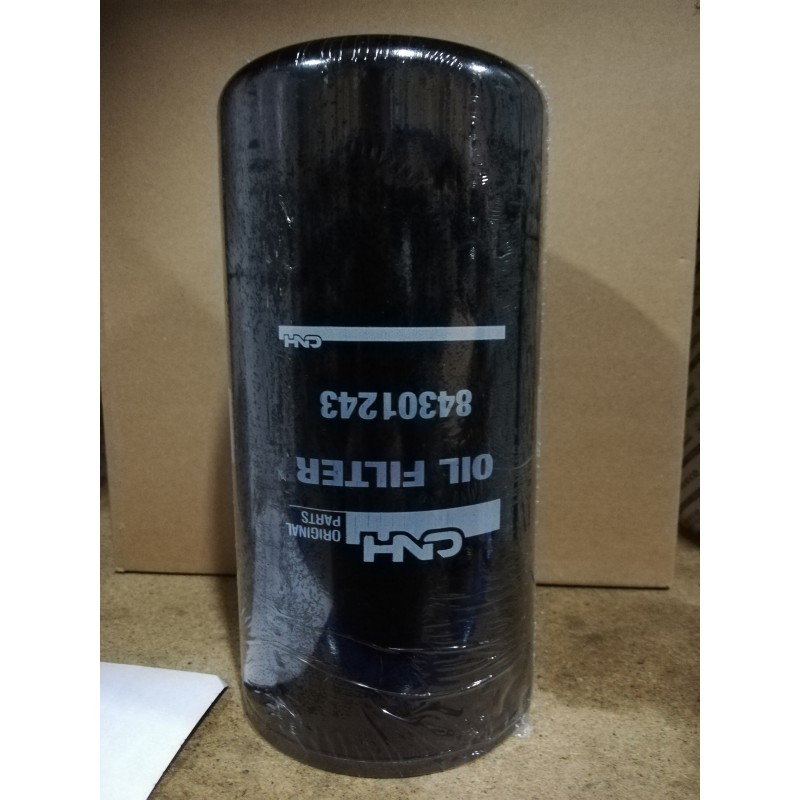 CNH
ORIGINAL
PARTS
OIL FILTER
84301243
CNH